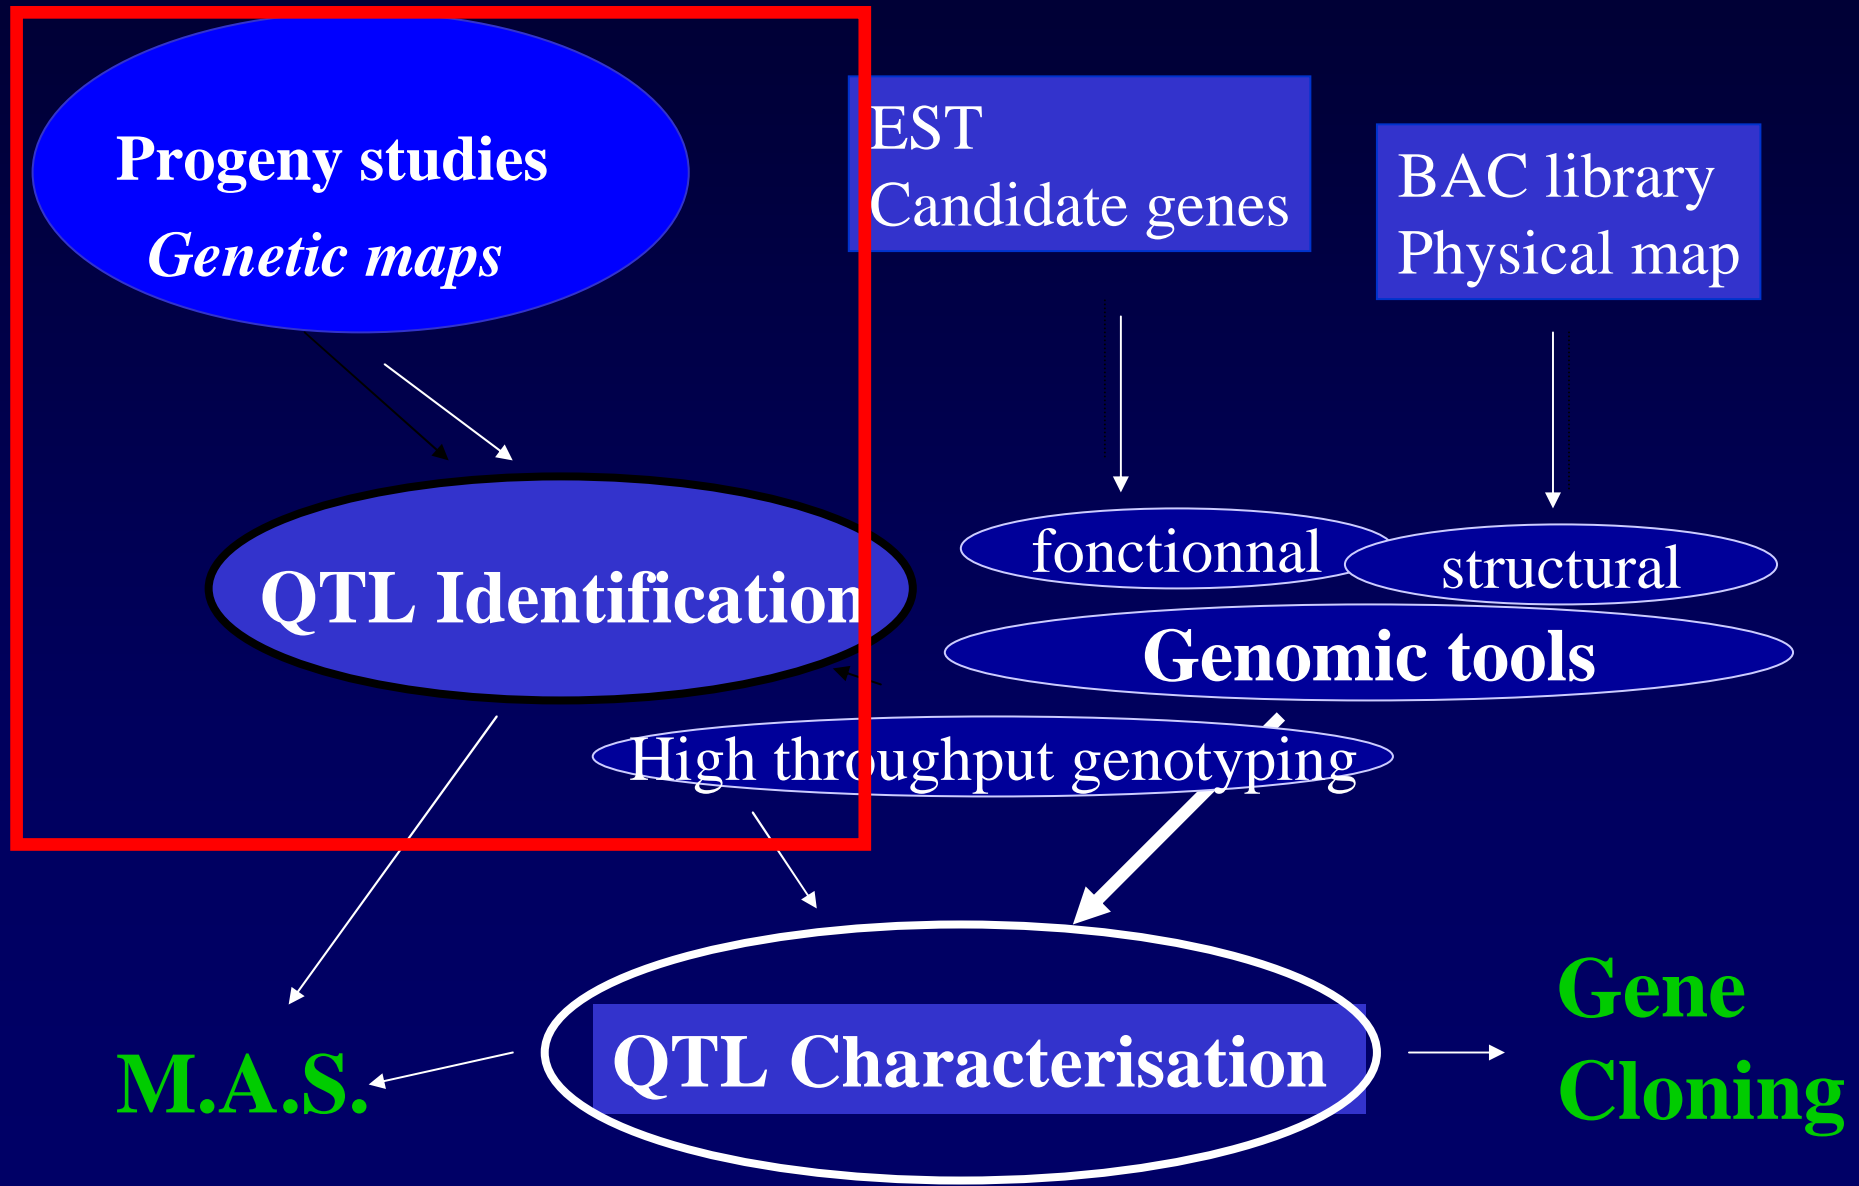 Progeny studies
Genetic maps
EST
Candidate genes
BAC library
Physical map
fonctionnal
structural
QTL Identification
Genomic tools
High throughput genotyping
QTL Characterisation
M.A.S.
Gene
Cloning